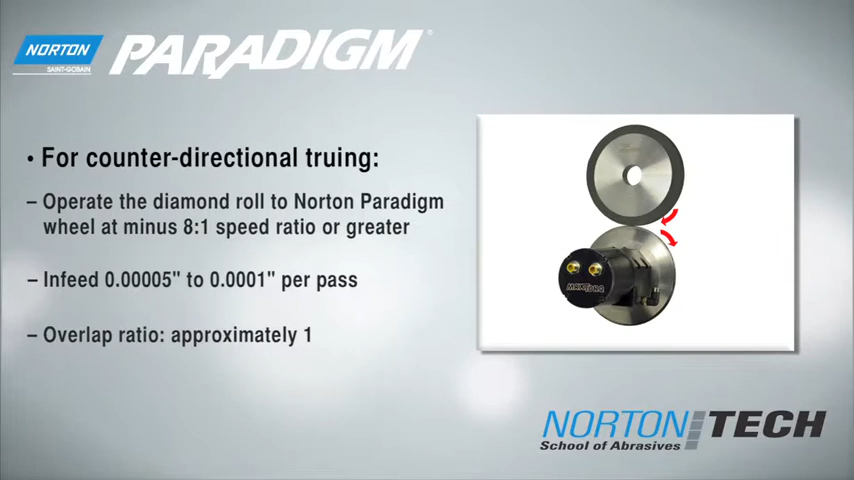 NORTON
SAINT-GOBAIN
PARADIGM®
• For counter-directional truing:
– Operate the diamond roll to Norton Paradigm
wheel at minus 8:1 speed ratio or greater
– Infeed 0.00005" to 0.0001" per pass
– Overlap ratio: approximately 1
MAXTORQ
NORTON TECH
School of Abrasives